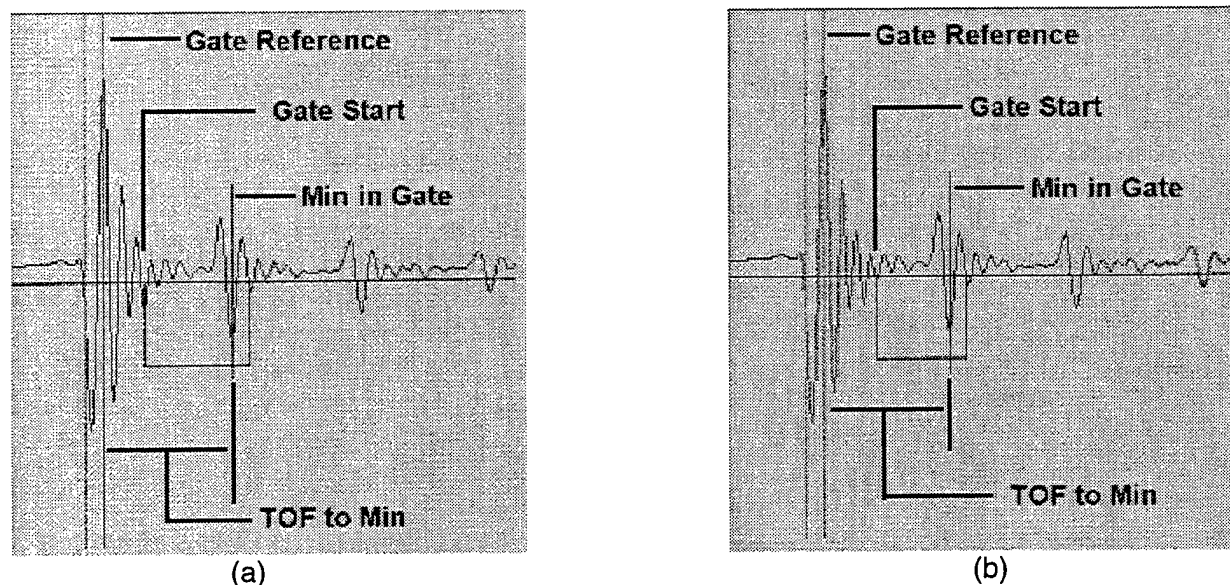 Gate Reference
Gate Start
Min in Gate
TOF to Min
(a)
Gate Reference
Gate Start
Min in Gate
TOF to Min
(b)